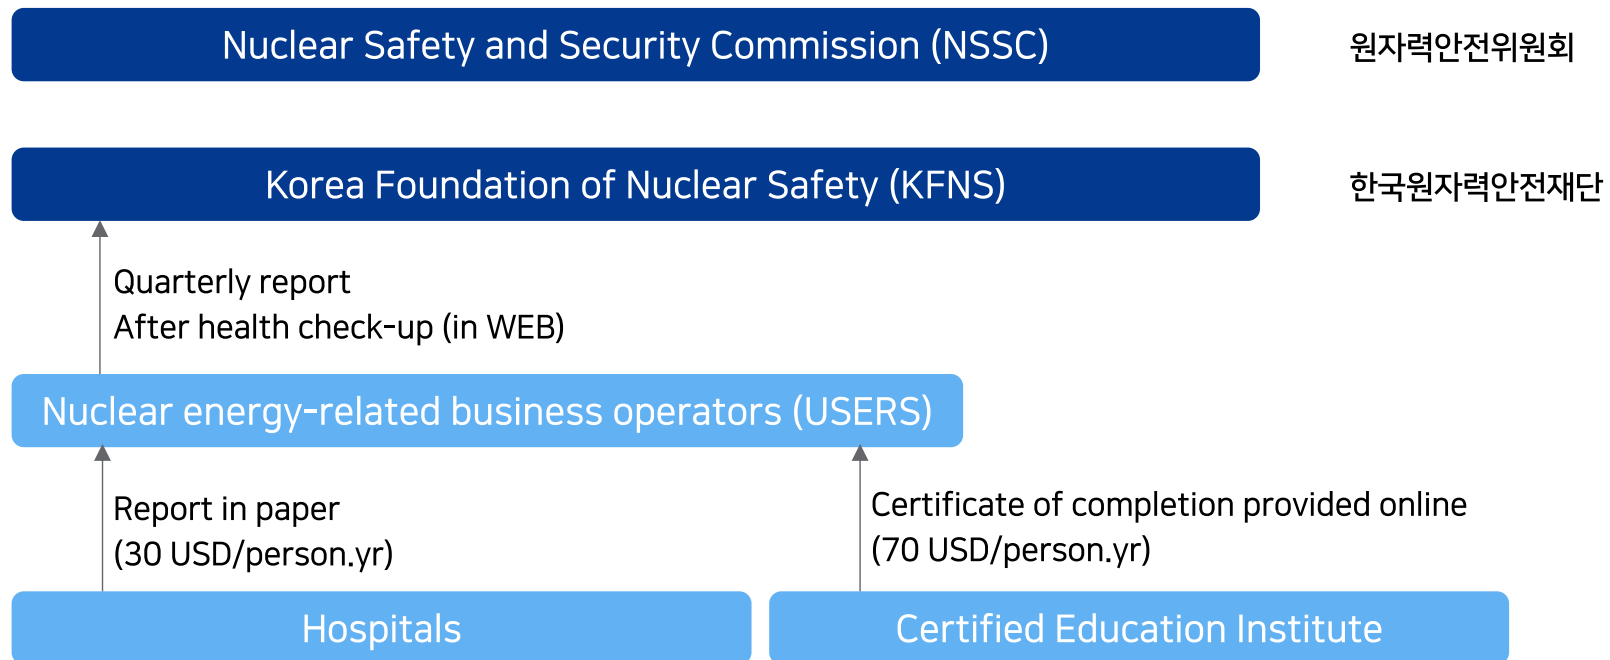 Nuclear Safety and Security Commission (NSSC)
원자력안전위원회
Korea Foundation of Nuclear Safety (KFNS)
한국원자력안전재단
Quarterly report
After health check-up (in WEB)
Nuclear energy-related business operators (USERS)
Report in paper
(30 USD/person.yr)
Certificate of completion provided online
(70 USD/person.yr)
Hospitals
Certified Education Institute